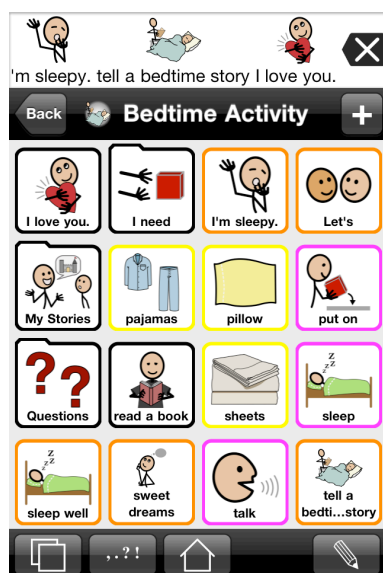 'm sleepy. tell a bedtime story I love you.
Back
Bedtime Activity
+
I love you.
I need
I'm sleepy.
Let's
My Stories
pajamas
pillow
put on
Questions
read a book
sheets
z z
sleep
z z z
sleep well
sweet
dreams
talk
tell a
bedti...story
,.?!